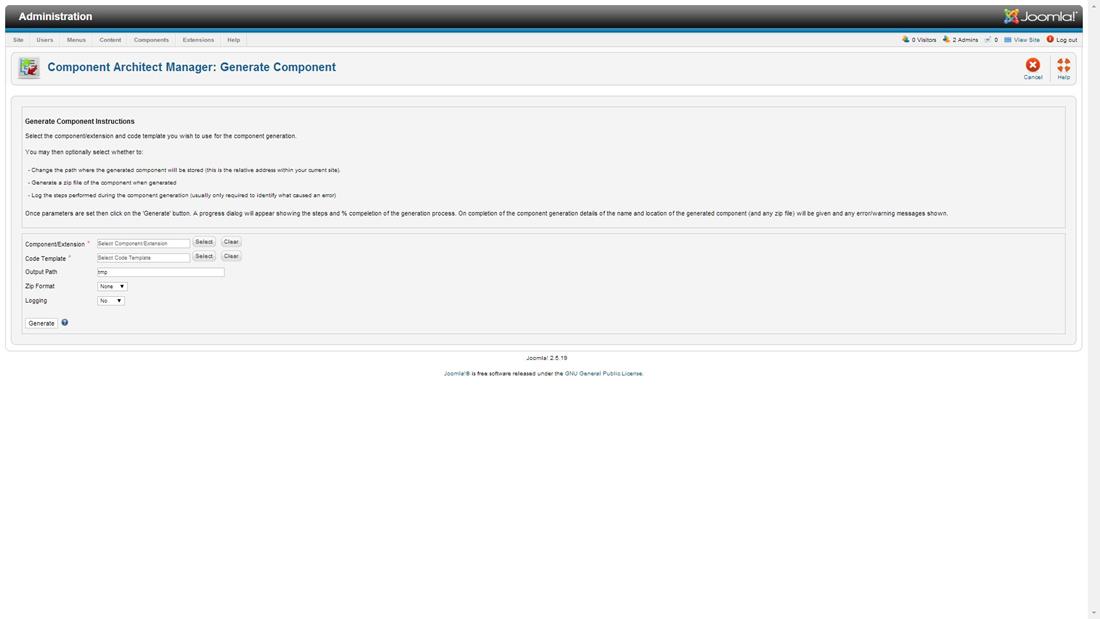 Administration
Joomla!®
Site Users Menus Content Components Extensions Help
0 Visitors 2 Admins 0 View Site Log out
Component Architect Manager: Generate Component
Cancel Help
Generate Component Instructions
Select the component/extension and code template you wish to use for the component generation.
You may then optionally select whether to:
- Change the path where the generated component will be stored (this is the relative address within your current site).
- Generate a zip file of the component when generated
- Log the steps performed during the component generation (usually only required to identify what caused an error)
Once parameters are set then click on the 'Generate' button. A progress dialog will appear showing the steps and % completion of the generation process. On completion of the component generation details of the name and location of the generated component (and any zip file) will be given and any error/warning messages shown.
Component/Extension * Select Component/Extension Select Clear
Code Template * Select Code Template Select Clear
Output Path tmp
Zip Format None
Logging No
Generate
Joomla! 2.5.19
Joomla!® is free software released under the GNU General Public License.